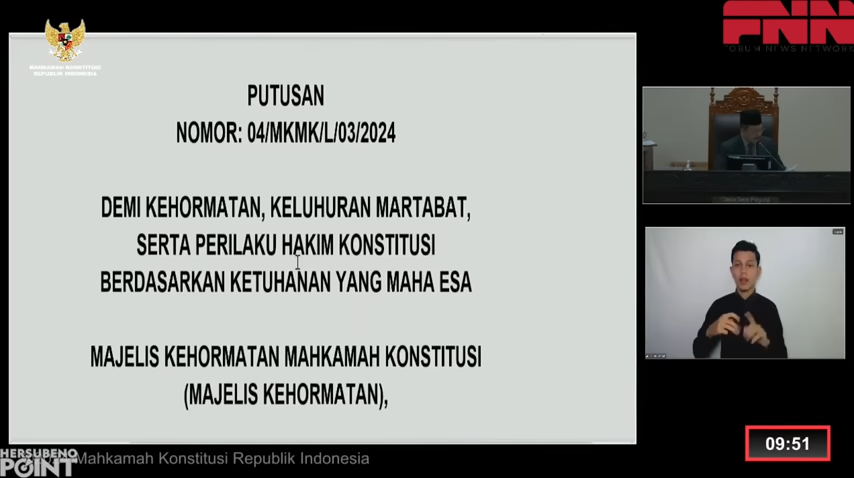 MAHKAMAH KONSTITUSI
REPUBLIK INDONESIA
PUTUSAN
NOMOR: 04/MKMK/L/03/2024
DEMI KEHORMATAN, KELUHURAN MARTABAT,
SERTA PERILAKU HAKIM KONSTITUSI
BERDASARKAN KETUHANAN YANG MAHA ESA
MAJELIS KEHORMATAN MAHKAMAH KONSTITUSI
(MAJELIS KEHORMATAN),
FNN
FORUM NEWS NETWORK
09:51
HERSUBENO
POINT
Mahkamah Konstitusi Republik Indonesia